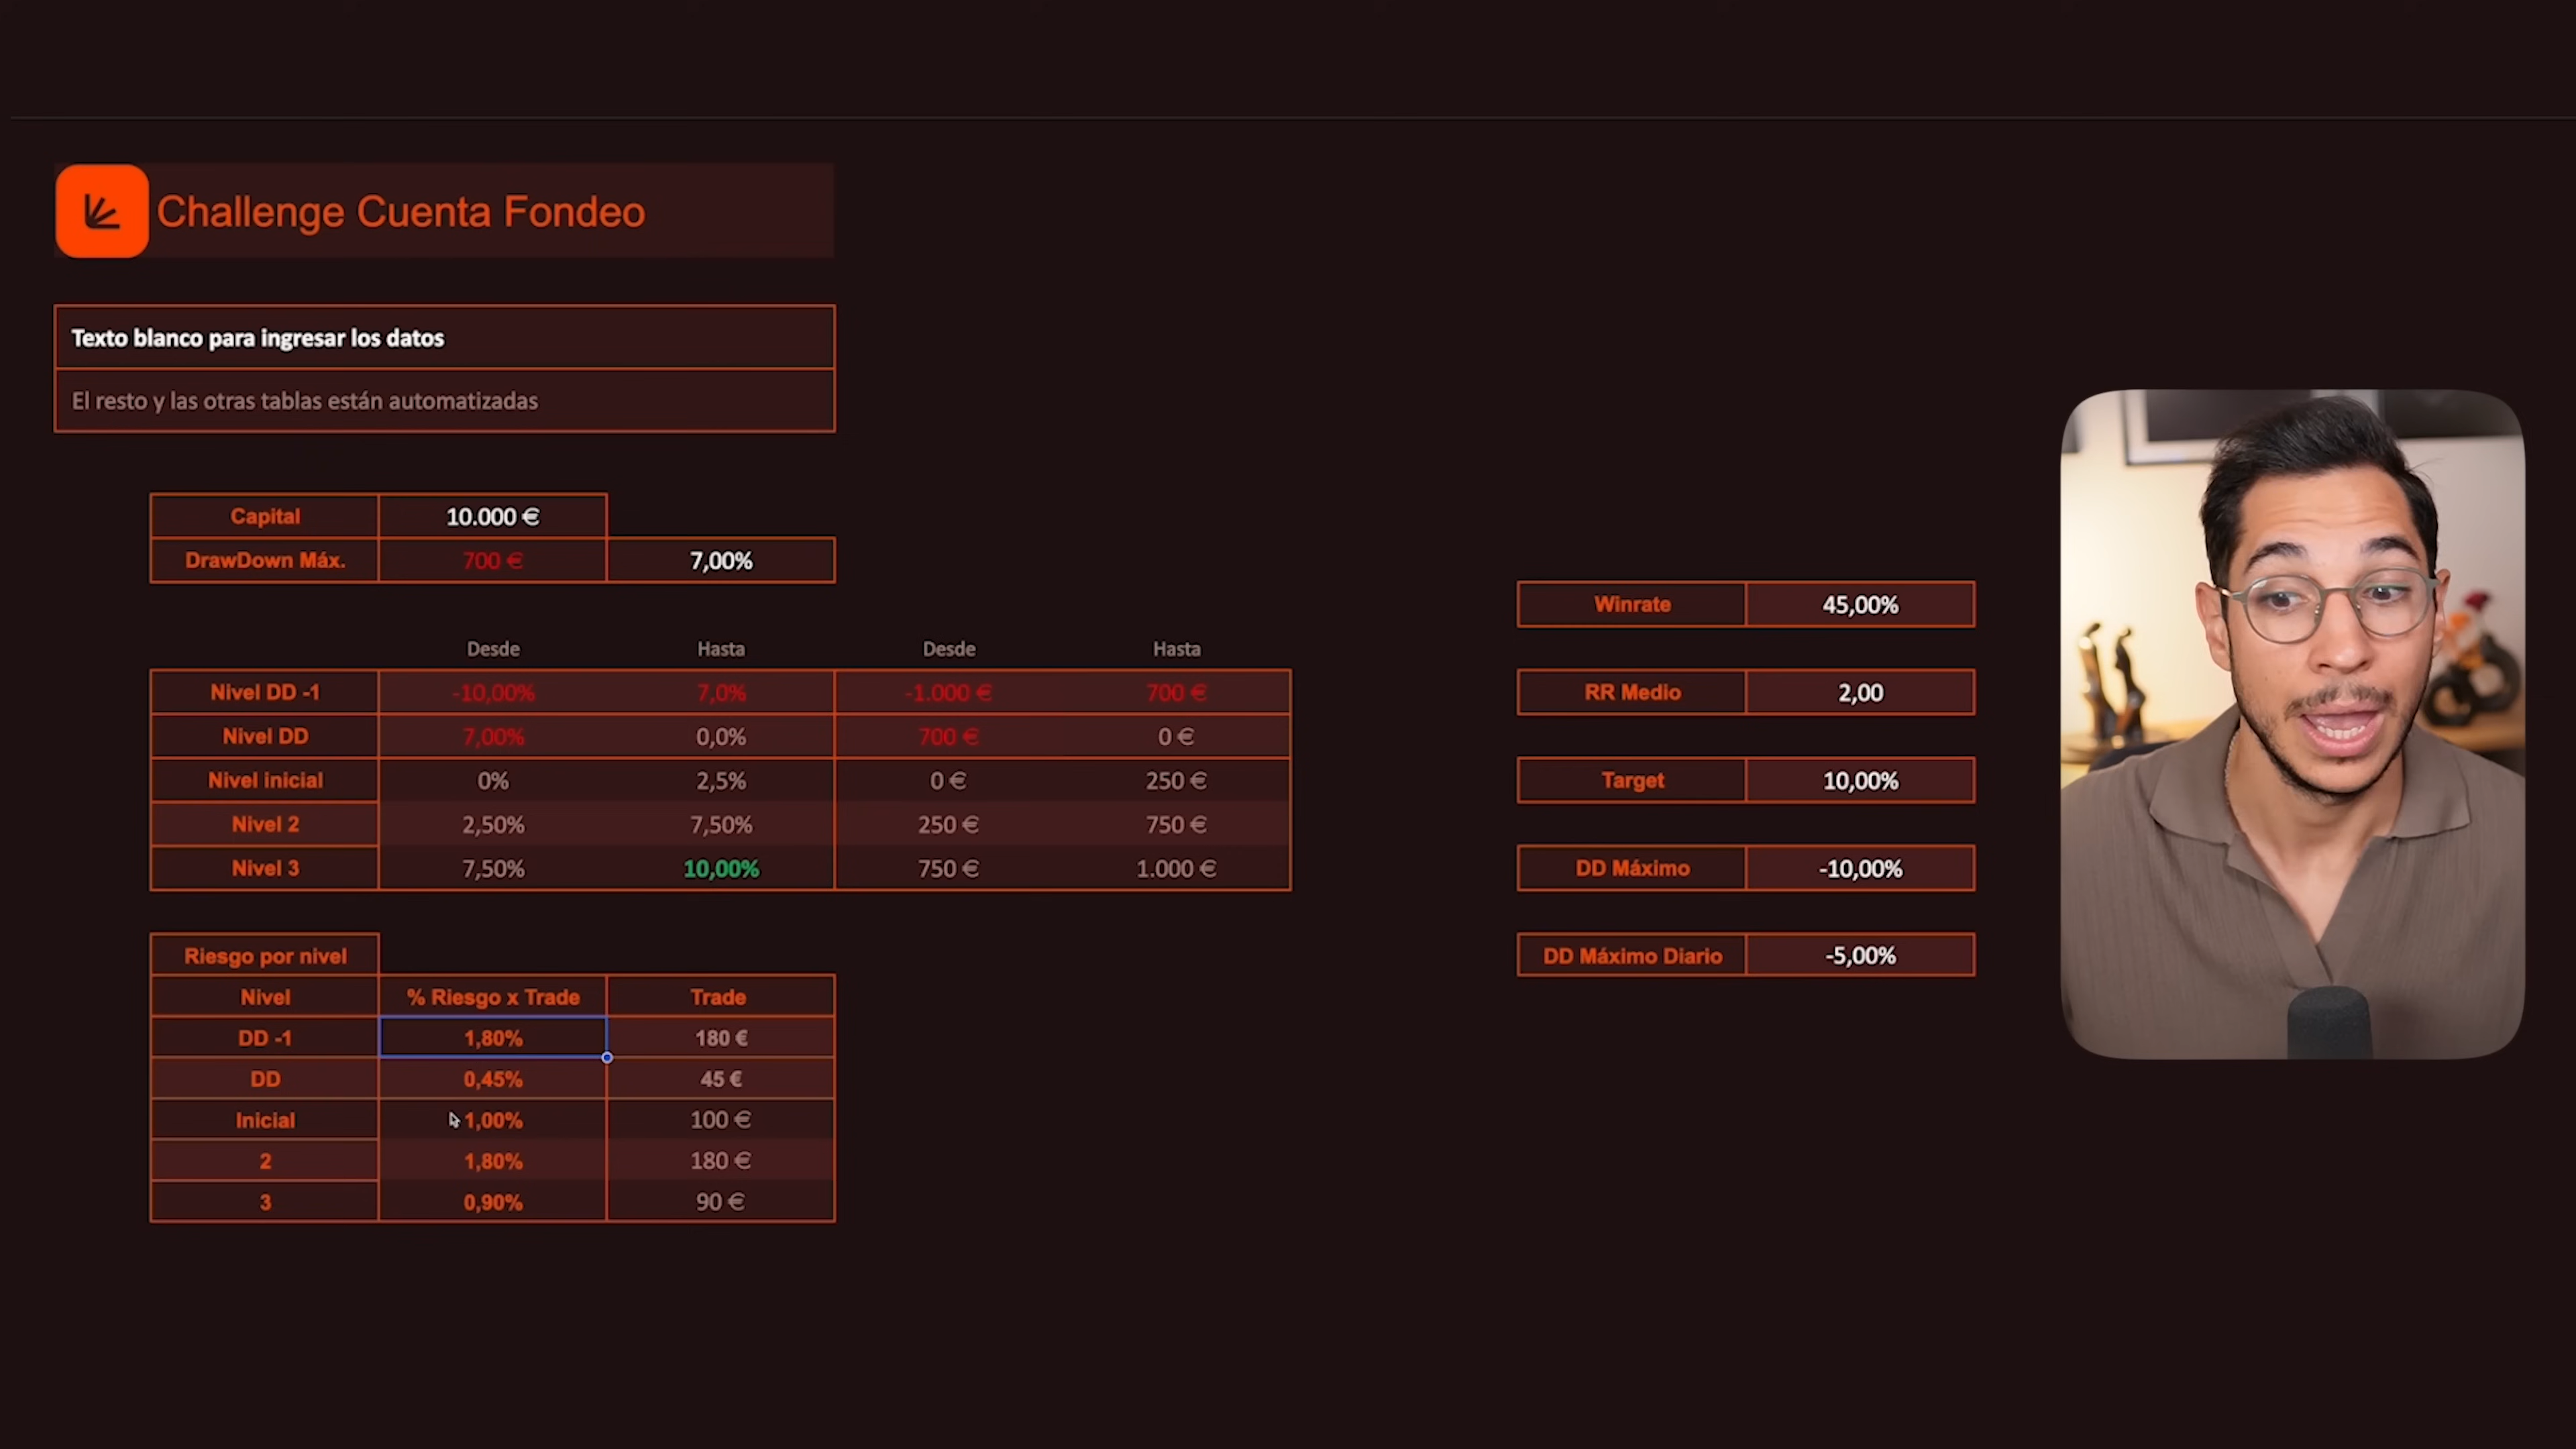 Challenge Cuenta Fondeo
Texto blanco para ingresar los datos
El resto y las otras tablas están automatizadas
Capital 10.000 €
DrawDown Máx. 700 € 7,00%
Desde Hasta Desde Hasta
Nivel DD -1 -10,00% 7,0% -1.000 € 700 €
Nivel DD 7,00% 0,0% 700 € 0 €
Nivel inicial 0% 2,5% 0 € 250 €
Nivel 2 2,50% 7,50% 250 € 750 €
Nivel 3 7,50% 10,00% 750 € 1.000 €
Riesgo por nivel
Nivel % Riesgo x Trade Trade
DD -1 1,80% 180 €
DD 0,45% 45 €
Inicial 1,00% 100 €
2 1,80% 180 €
3 0,90% 90 €
Winrate 45,00%
RR Medio 2,00
Target 10,00%
DD Máximo -10,00%
DD Máximo Diario -5,00%